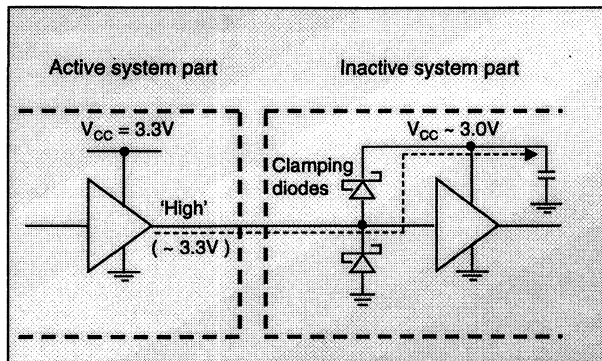 Active system part
Inactive system part
V_CC = 3.3V
V_CC ~ 3.0V
Clamping
diodes
'High'
( ~ 3.3V )